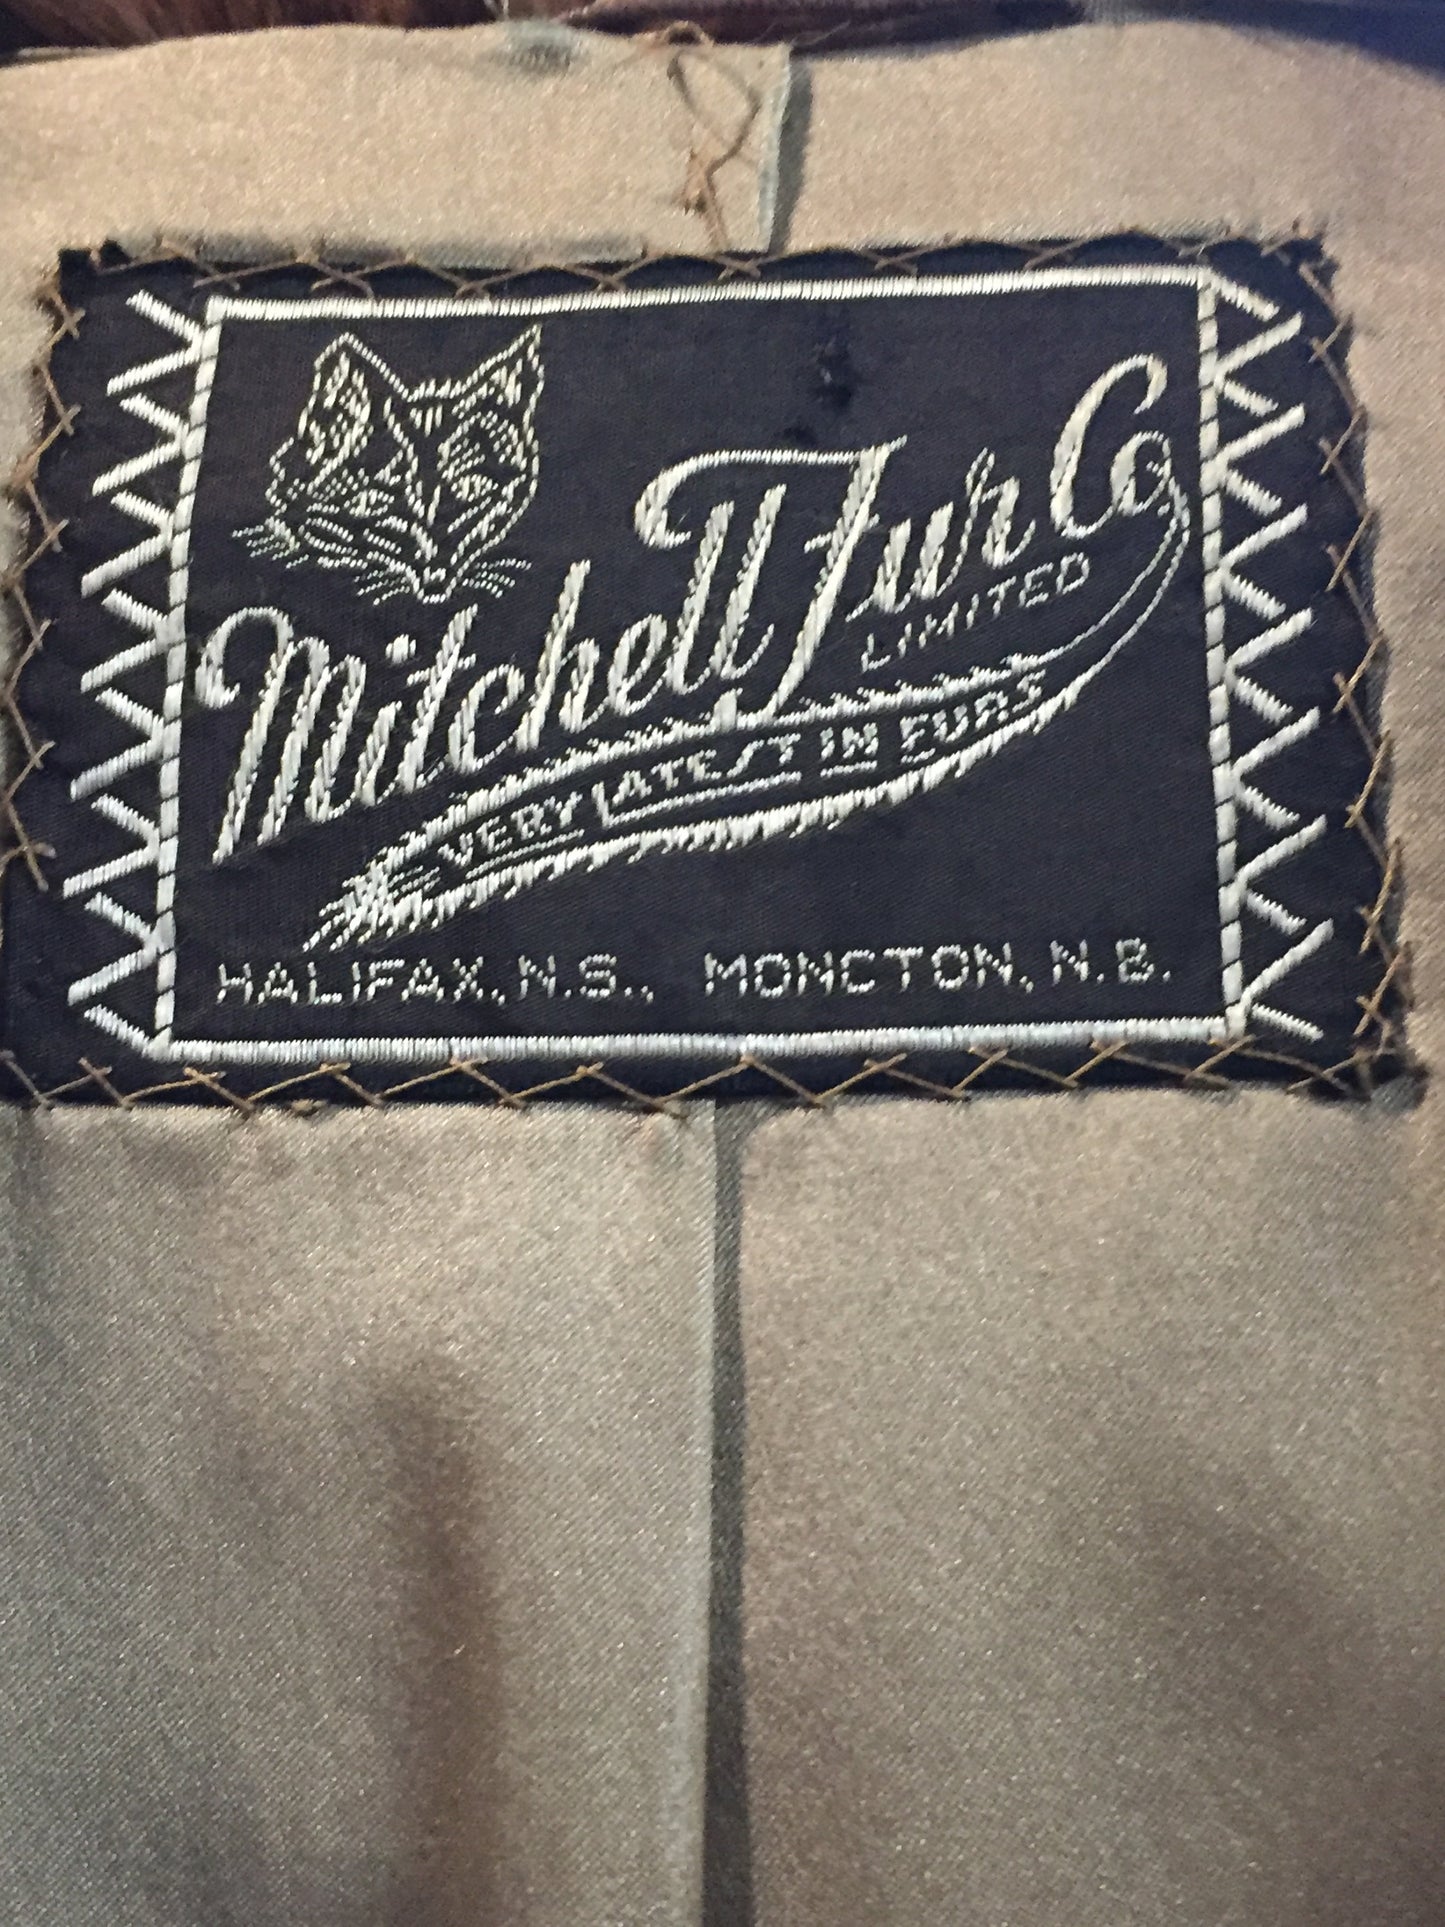 Mitchell Fur Co
LIMITED
VERY LATEST IN FURS
HALIFAX, N.S., MONCTON, N.B.